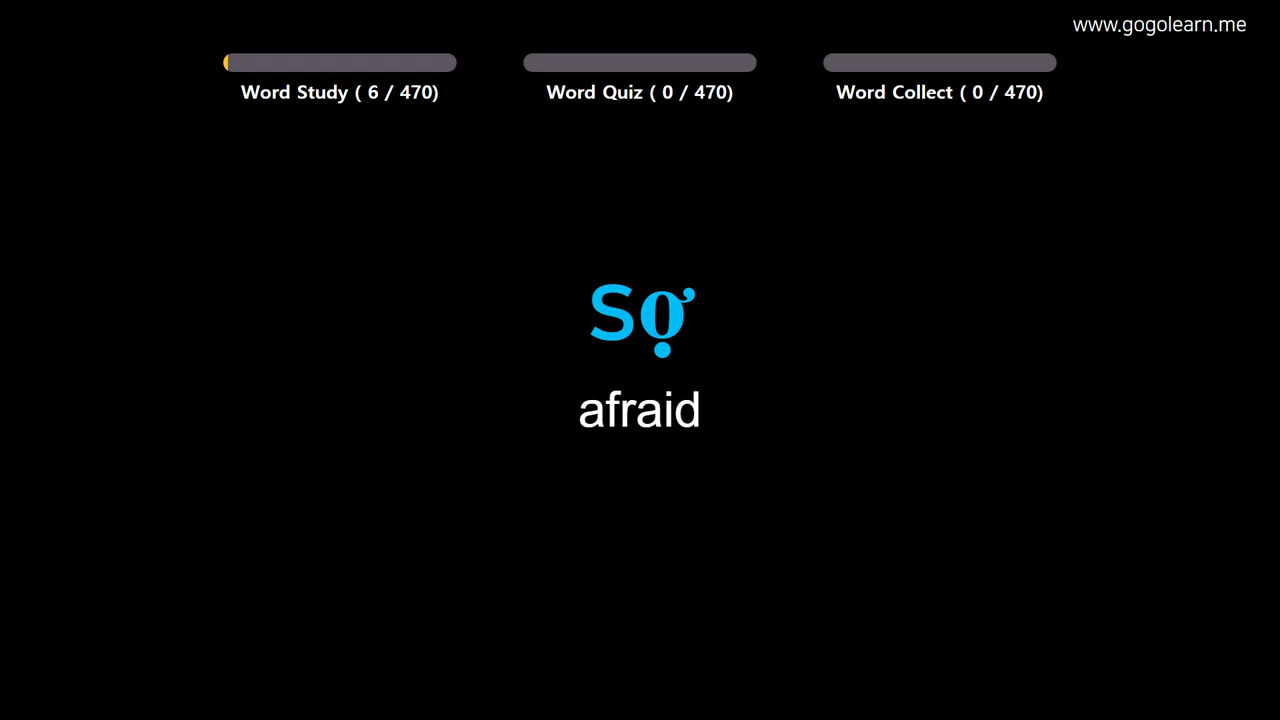 www.gogolearn.me
Word Study ( 6 / 470)
Word Quiz ( 0 / 470)
Word Collect ( 0 / 470)
sợ
afraid